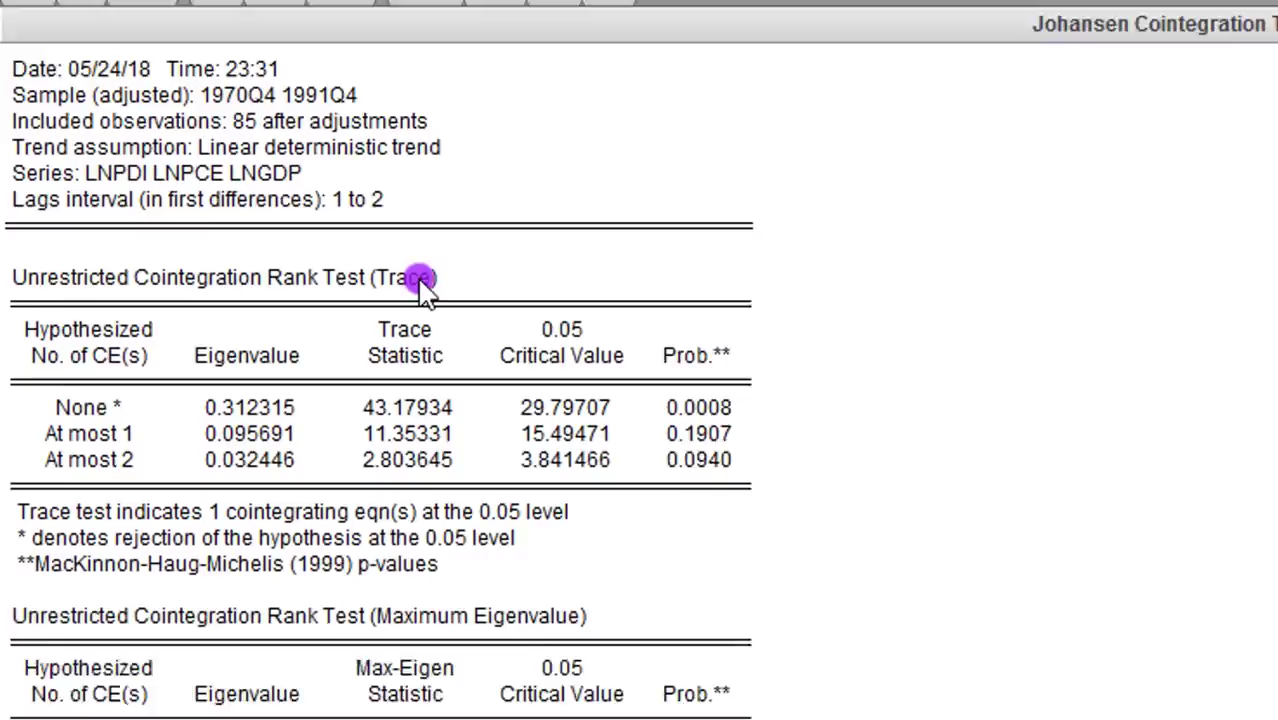 Johansen Cointegration
Date: 05/24/18 Time: 23:31
Sample (adjusted): 1970Q4 1991Q4
Included observations: 85 after adjustments
Trend assumption: Linear deterministic trend
Series: LNPDI LNPCE LNGDP
Lags interval (in first differences): 1 to 2
Unrestricted Cointegration Rank Test (Trace)
Hypothesized Trace 0.05
No. of CE(s) Eigenvalue Statistic Critical Value Prob.**
None * 0.312315 43.17934 29.79707 0.0008
At most 1 0.095691 11.35331 15.49471 0.1907
At most 2 0.032446 2.803645 3.841466 0.0940
Trace test indicates 1 cointegrating eqn(s) at the 0.05 level
* denotes rejection of the hypothesis at the 0.05 level
**MacKinnon-Haug-Michelis (1999) p-values
Unrestricted Cointegration Rank Test (Maximum Eigenvalue)
Hypothesized Max-Eigen 0.05
No. of CE(s) Eigenvalue Statistic Critical Value Prob.**